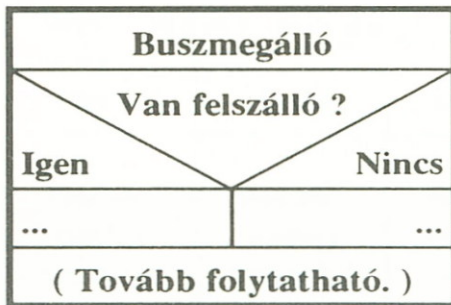 Buszmegálló
Van felszálló ?
Igen
Nincs
...
...
( Tovább folytatható. )